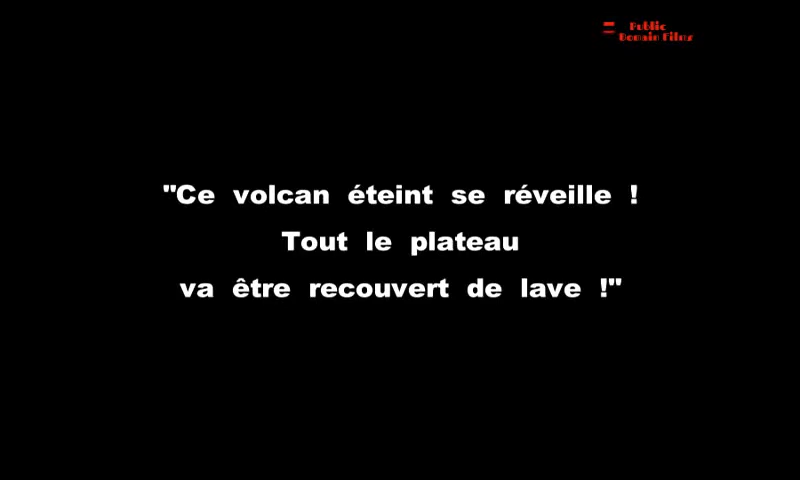 Public
Domain Films
"Ce volcan éteint se réveille !
Tout le plateau
va être recouvert de lave !"